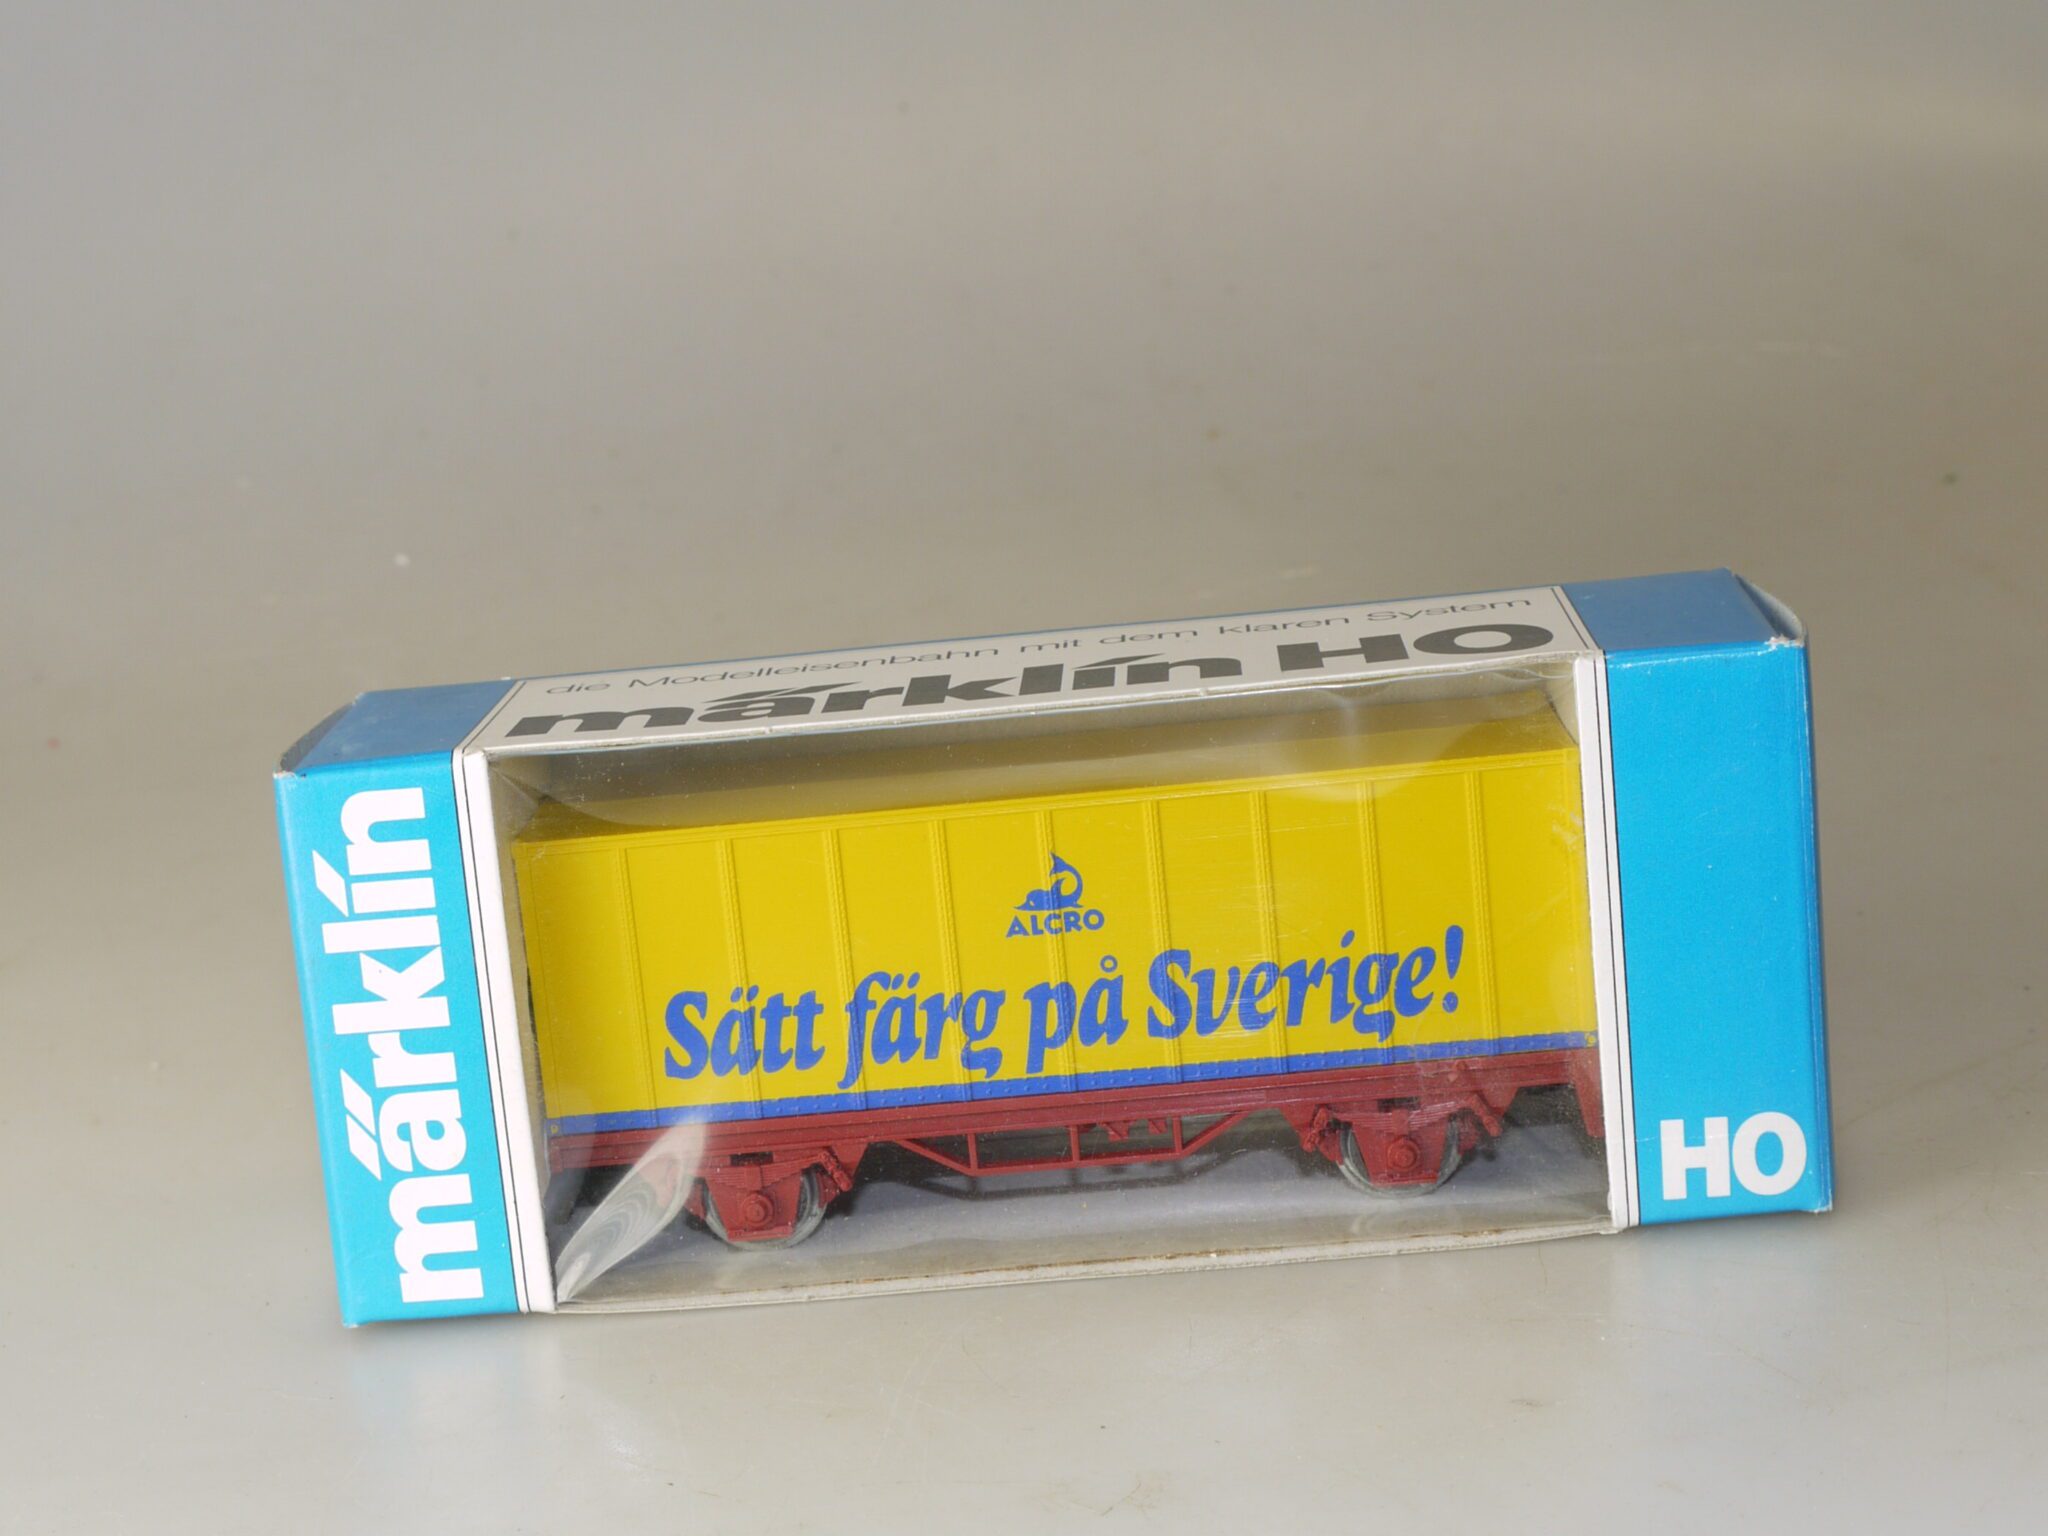 die Modelleisenbahn mit dem klaren System
märklin HO
märklin
ALCRO
Sätt färg på Sverige!
HO